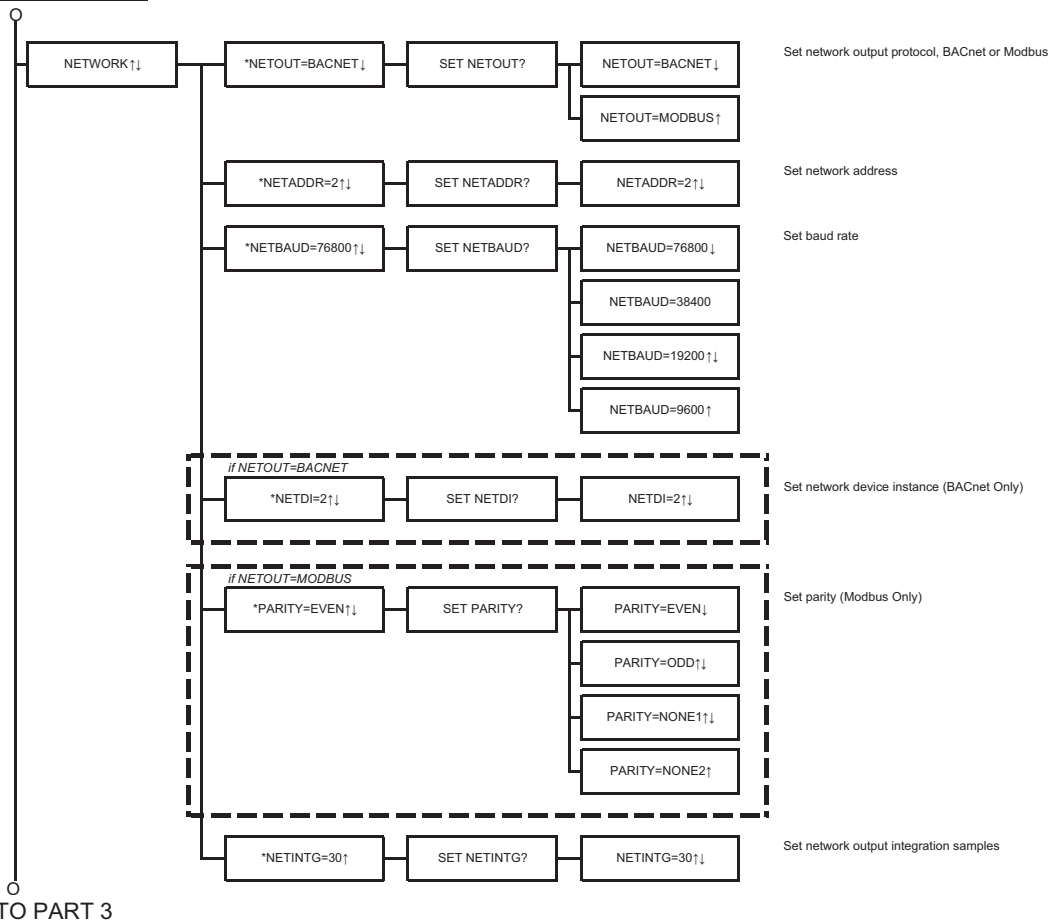 O
NETWORK↑↓
*NETOUT=BACNET↓
SET NETOUT?
NETOUT=BACNET↓
Set network output protocol, BACnet or Modbus
NETOUT=MODBUS↑
*NETADDR=2↑↓
SET NETADDR?
NETADDR=2↑↓
Set network address
*NETBAUD=76800↑↓
SET NETBAUD?
NETBAUD=76800↓
Set baud rate
NETBAUD=38400
NETBAUD=19200↑↓
NETBAUD=9600↑
if NETOUT=BACNET
*NETDI=2↑↓
SET NETDI?
NETDI=2↑↓
Set network device instance (BACnet Only)
if NETOUT=MODBUS
*PARITY=EVEN↑↓
SET PARITY?
PARITY=EVEN↓
Set parity (Modbus Only)
PARITY=ODD↑↓
PARITY=NONE1↑↓
PARITY=NONE2↑
*NETINTG=30↑
SET NETINTG?
NETINTG=30↑↓
Set network output integration samples
O
TO PART 3